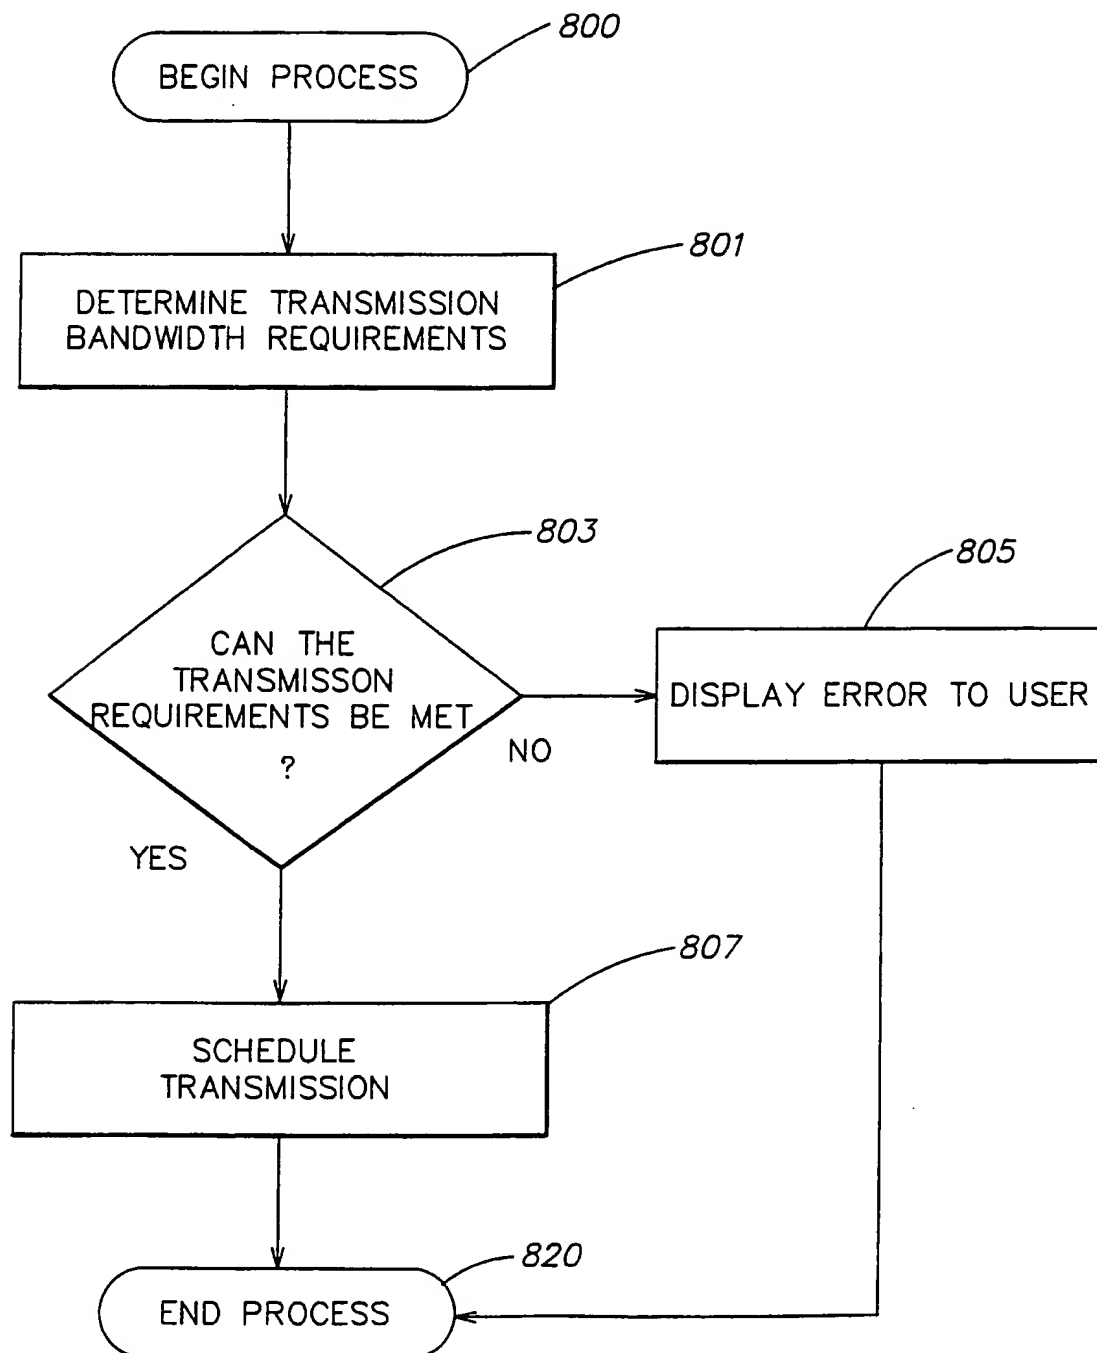 800
BEGIN PROCESS
801
DETERMINE TRANSMISSION
BANDWIDTH REQUIREMENTS
803
805
CAN THE
TRANSMISSON
REQUIREMENTS BE MET
?
DISPLAY ERROR TO USER
NO
YES
807
SCHEDULE
TRANSMISSION
820
END PROCESS